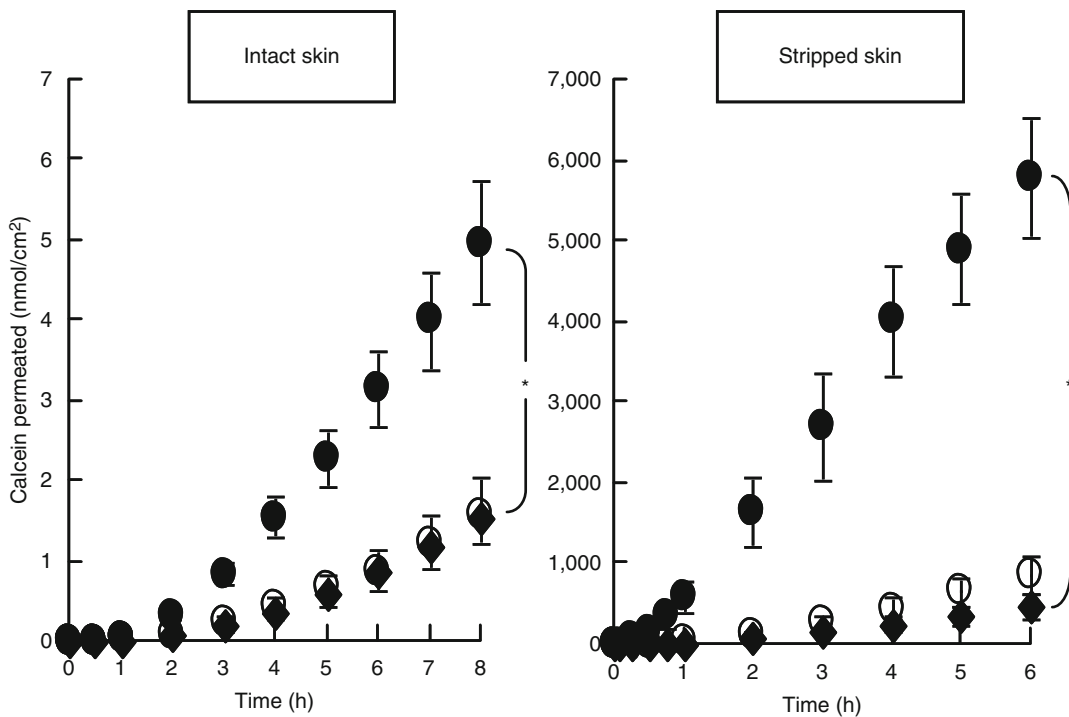 Intact skin
Stripped skin
7
6
5
4
3
2
1
0
Calcein permeated (nmol/cm²)
0 1 2 3 4 5 6 7 8
Time (h)
*
7,000
6,000
5,000
4,000
3,000
2,000
1,000
0
0 1 2 3 4 5 6
Time (h)
*